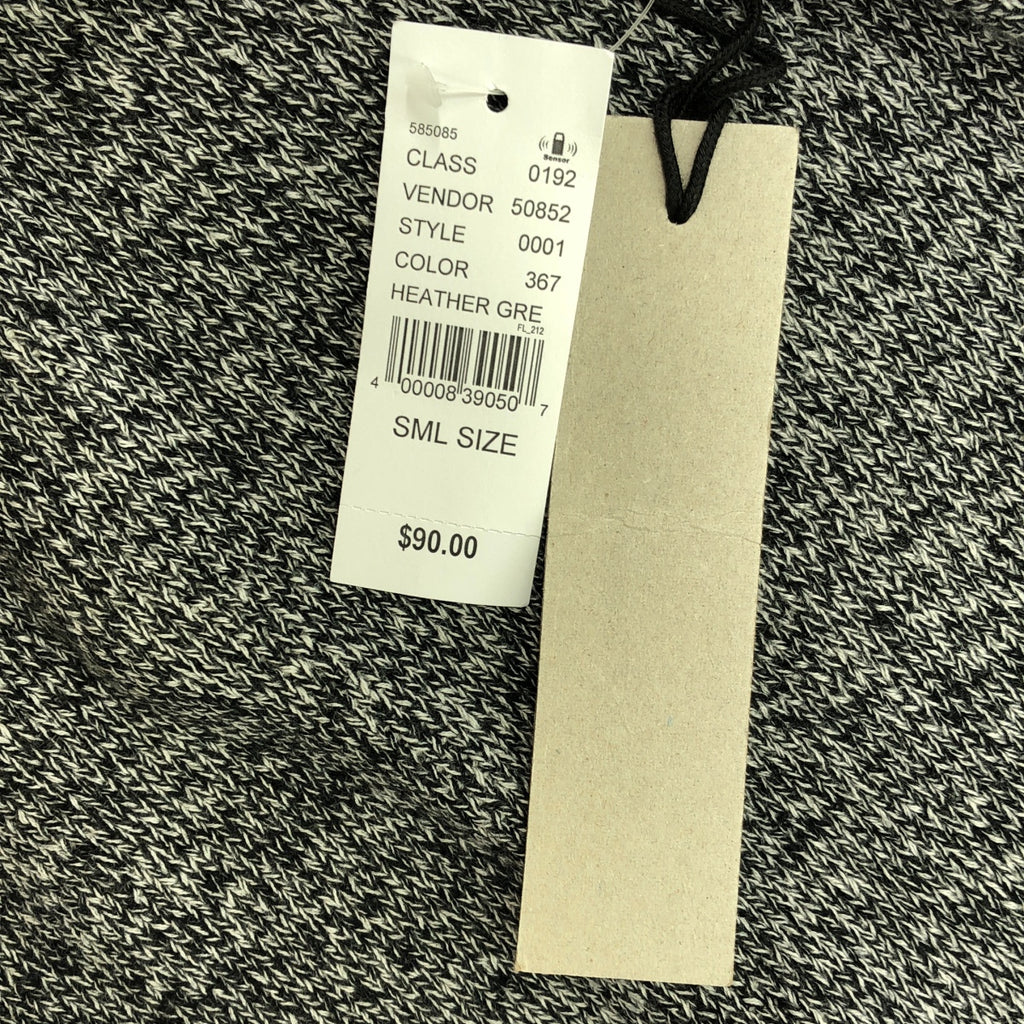 585085
Sensor
CLASS 0192
VENDOR 50852
STYLE 0001
COLOR 367
HEATHER GRE
FL_212
4 00008 39050 7
SML SIZE
$90.00